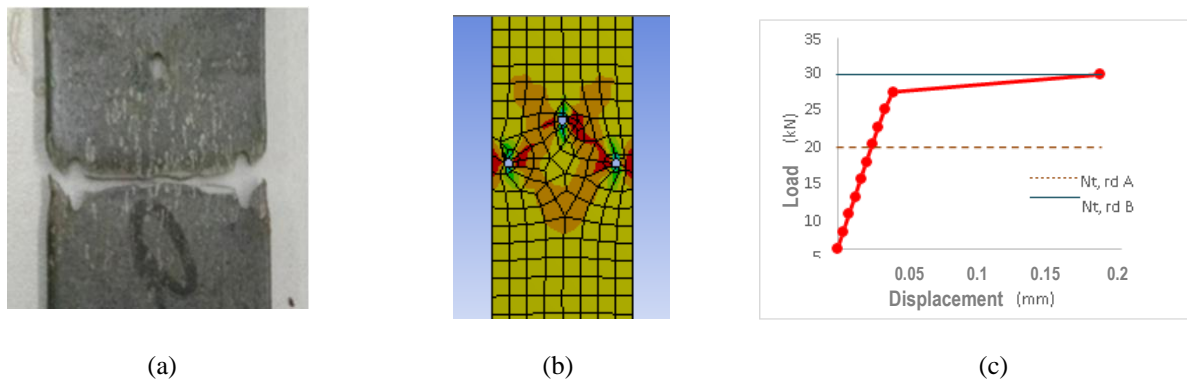 35
30
25
20
15
10
5
Load (kN)
Nt, rd A
Nt, rd B
0.05 0.1 0.15 0.2
Displacement (mm)
(a) (b) (c)